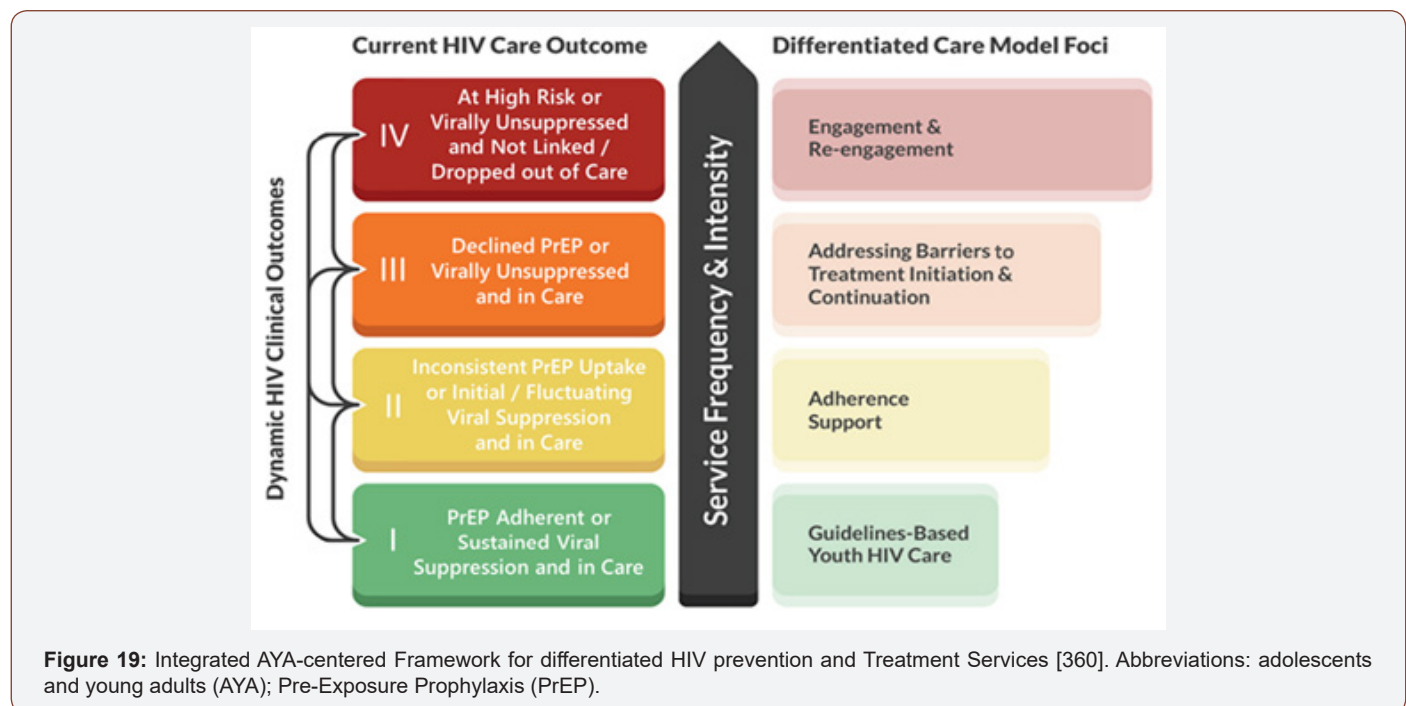 Current HIV Care Outcome
Differentiated Care Model Foci
Dynamic HIV Clinical Outcomes
IV
At High Risk or
Virally Unsuppressed
and Not Linked /
Dropped out of Care
III
Declined PrEP or
Virally Unsuppressed
and in Care
II
Inconsistent PrEP Uptake
or Initial / Fluctuating
Viral Suppression
and in Care
I
PrEP Adherent or
Sustained Viral
Suppression and in Care
Service Frequency & Intensity
Engagement &
Re-engagement
Addressing Barriers to
Treatment Initiation &
Continuation
Adherence
Support
Guidelines-Based
Youth HIV Care
Figure 19: Integrated AYA-centered Framework for differentiated HIV prevention and Treatment Services [360]. Abbreviations: adolescents
and young adults (AYA); Pre-Exposure Prophylaxis (PrEP).